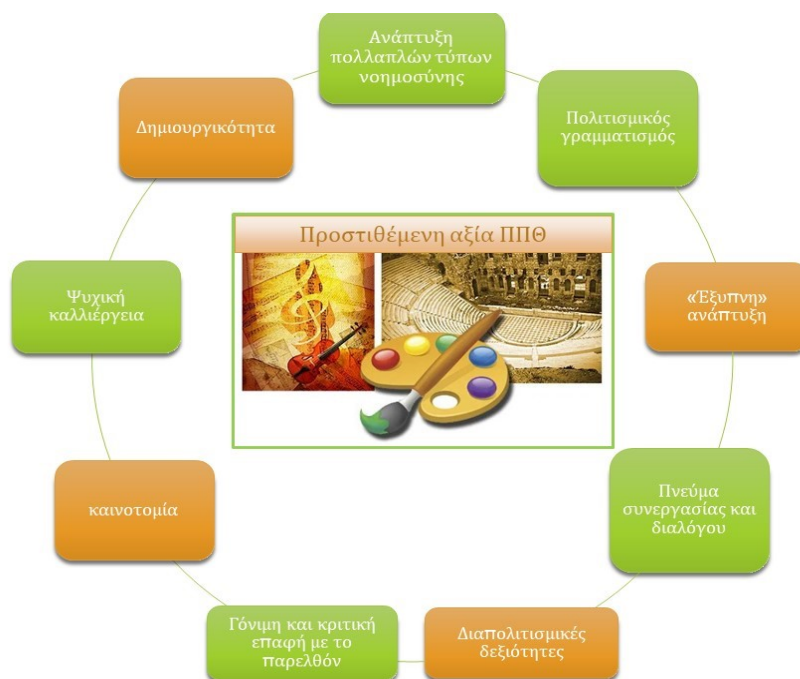 Ανάπτυξη
πολλαπλών τύπων
νοημοσύνης
Πολιτισμικός
γραμματισμός
«Έξυπνη»
ανάπτυξη
Πνεύμα
συνεργασίας και
διαλόγου
Διαπολιτισμικές
δεξιότητες
Γόνιμη και κριτική
επαφή με το
παρελθόν
καινοτομία
Ψυχική
καλλιέργεια
Δημιουργικότητα
Προστιθέμενη αξία ΠΠΘ